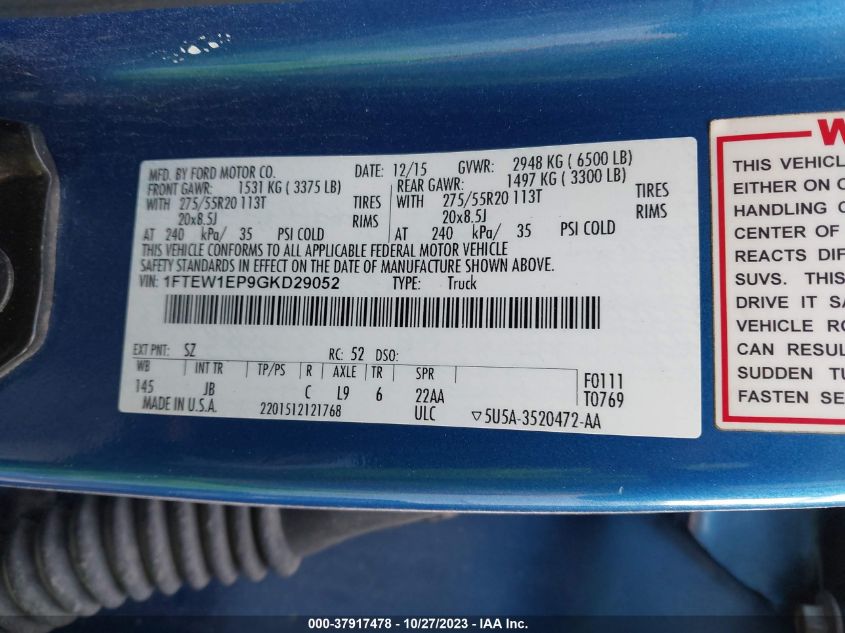 MFD. BY FORD MOTOR CO. DATE: 12/15 GVWR: 2948 KG ( 6500 LB)
FRONT GAWR: 1531 KG ( 3375 LB) REAR GAWR: 1497 KG ( 3300 LB)
WITH 275/55R20 113T TIRES WITH 275/55R20 113T TIRES
20x8.5J RIMS 20x8.5J RIMS
AT 240 kPa/ 35 PSI COLD AT 240 kPa/ 35 PSI COLD
THIS VEHICLE CONFORMS TO ALL APPLICABLE FEDERAL MOTOR VEHICLE
SAFETY STANDARDS IN EFFECT ON THE DATE OF MANUFACTURE SHOWN ABOVE.
VIN: 1FTEW1EP9GKD29052 TYPE: Truck
EXT PNT: SZ RC: 52 DSO:
WB INT TR TP/PS R AXLE TR SPR
145 JB C L9 6 22AA F0111
ULC T0769
MADE IN U.S.A. 2201512121768 ▽5U5A-3520472-AA
THIS VEHICL
EITHER ON O
HANDLING C
CENTER OF
REACTS DIF
SUVS. THIS
DRIVE IT SA
VEHICLE RO
CAN RESUL
SUDDEN TU
FASTEN SE
000-37917478 - 10/27/2023 - IAA Inc.